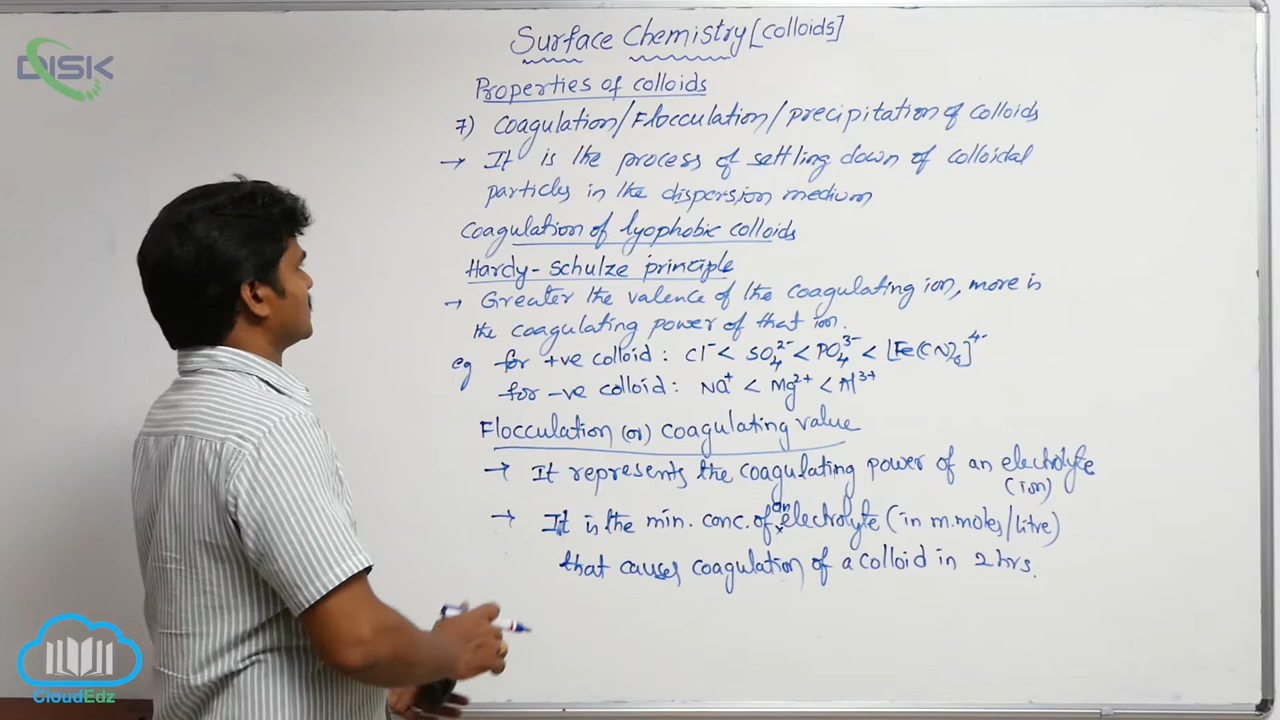 DISK
Surface Chemistry [colloids]
Properties of colloids
7) Coagulation/Flocculation/precipitation of colloids
→ It is the process of settling down of colloidal
particles in the dispersion medium
Coagulation of lyophobic colloids
Hardy-Schulze principle
→ Greater the valence of the coagulating ion, more is
the coagulating power of that ion.
eg for +ve colloid : Cl⁻ < SO₄²⁻ < PO₄³⁻ < [Fe(CN)₆]⁴⁻
for -ve colloid : Na⁺ < Mg²⁺ < Al³⁺
Flocculation (or) coagulating value
→ It represents the coagulating power of an electrolyte
(ion)
→ It is the min. conc. of an electrolyte (in m.moles/litre)
that causes coagulation of a colloid in 2 hrs.
CloudEdz